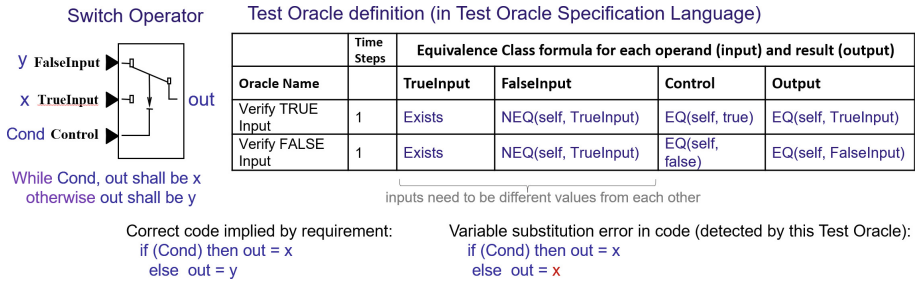 Switch Operator
Test Oracle definition (in Test Oracle Specification Language)
y FalseInput
x TrueInput
out
Cond Control
While Cond, out shall be x
otherwise out shall be y
Time Steps
Equivalence Class formula for each operand (input) and result (output)
Oracle Name TrueInput FalseInput Control Output
Verify TRUE Input 1 Exists NEQ(self, TrueInput) EQ(self, true) EQ(self, TrueInput)
Verify FALSE Input 1 Exists NEQ(self, TrueInput) EQ(self, false) EQ(self, FalseInput)
inputs need to be different values from each other
Correct code implied by requirement:
if (Cond) then out = x
else out = y
Variable substitution error in code (detected by this Test Oracle):
if (Cond) then out = x
else out = x